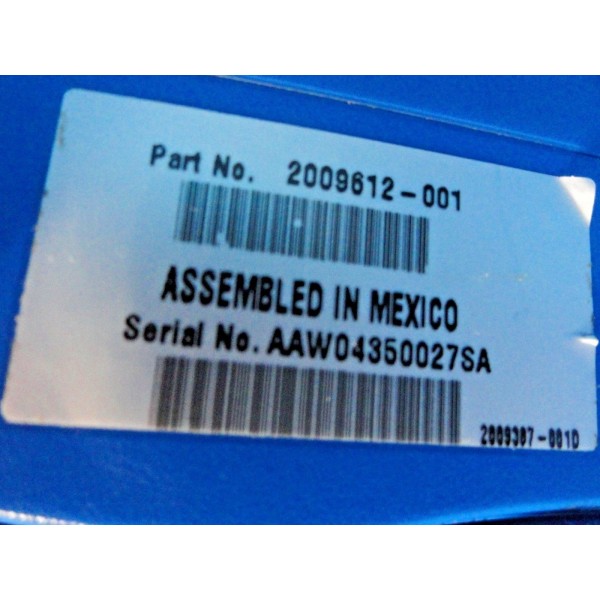 Part No. 2009612-001
ASSEMBLED IN MEXICO
Serial No. AAW04350027SA
2009307-001D